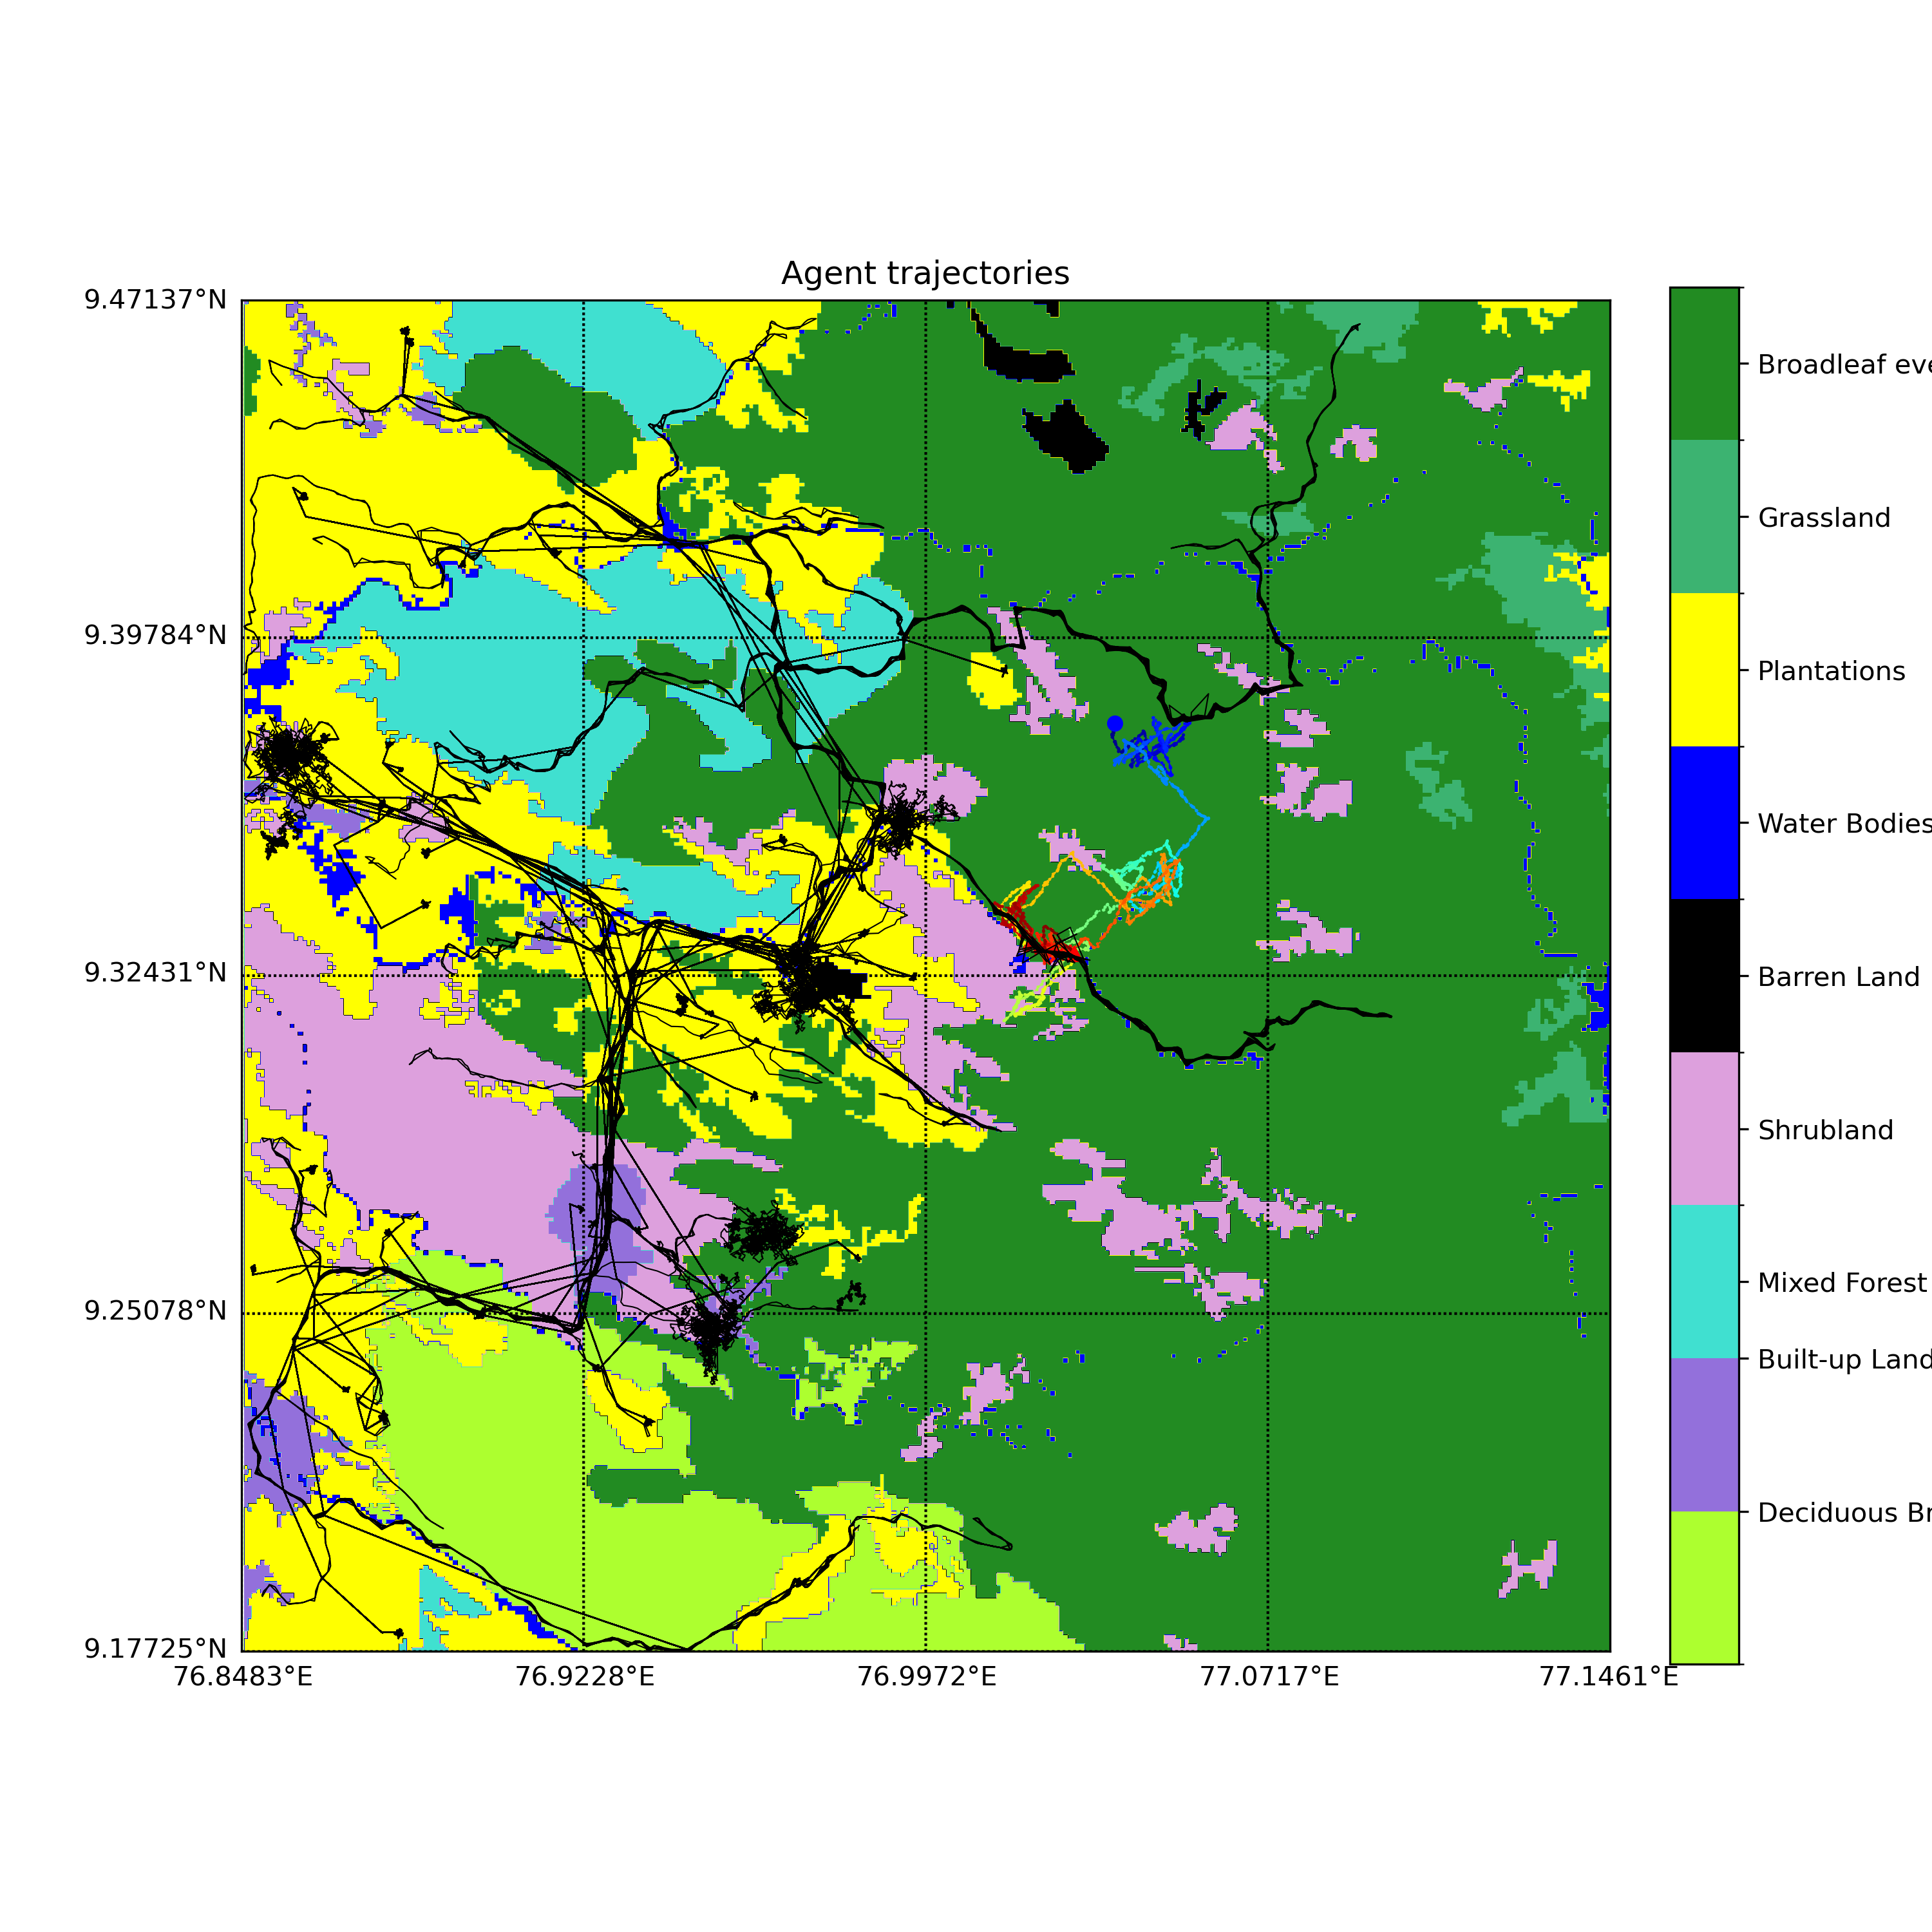 Agent trajectories
9.47137°N
9.39784°N
9.32431°N
9.25078°N
9.17725°N
76.8483°E
76.9228°E
76.9972°E
77.0717°E
77.1461°E
Broadleaf eve
Grassland
Plantations
Water Bodies
Barren Land
Shrubland
Mixed Forest
Built-up Land
Deciduous Br